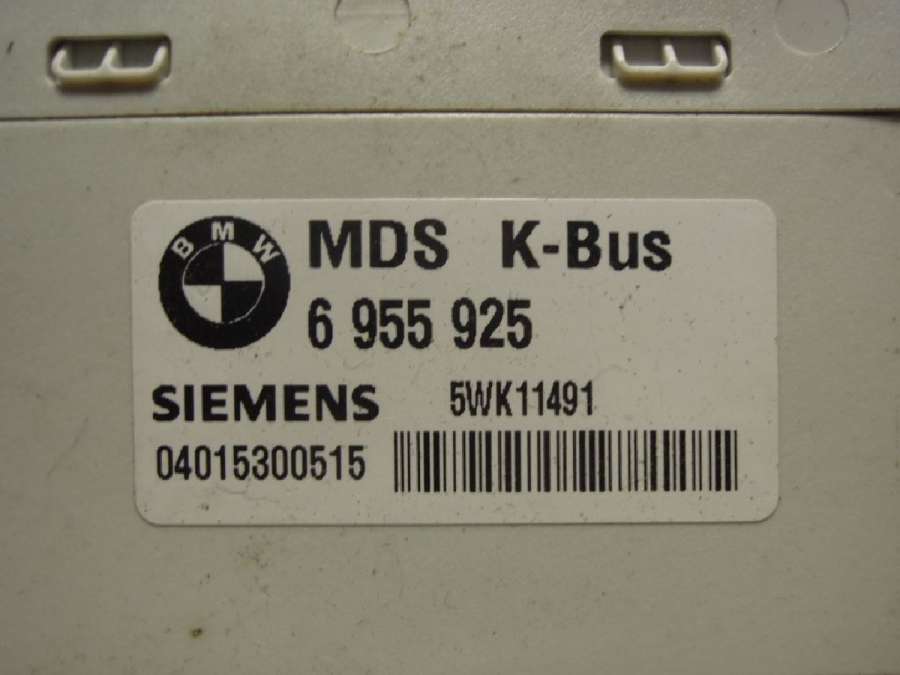 BMW
MDS K-Bus
6 955 925
SIEMENS 5WK11491
04015300515